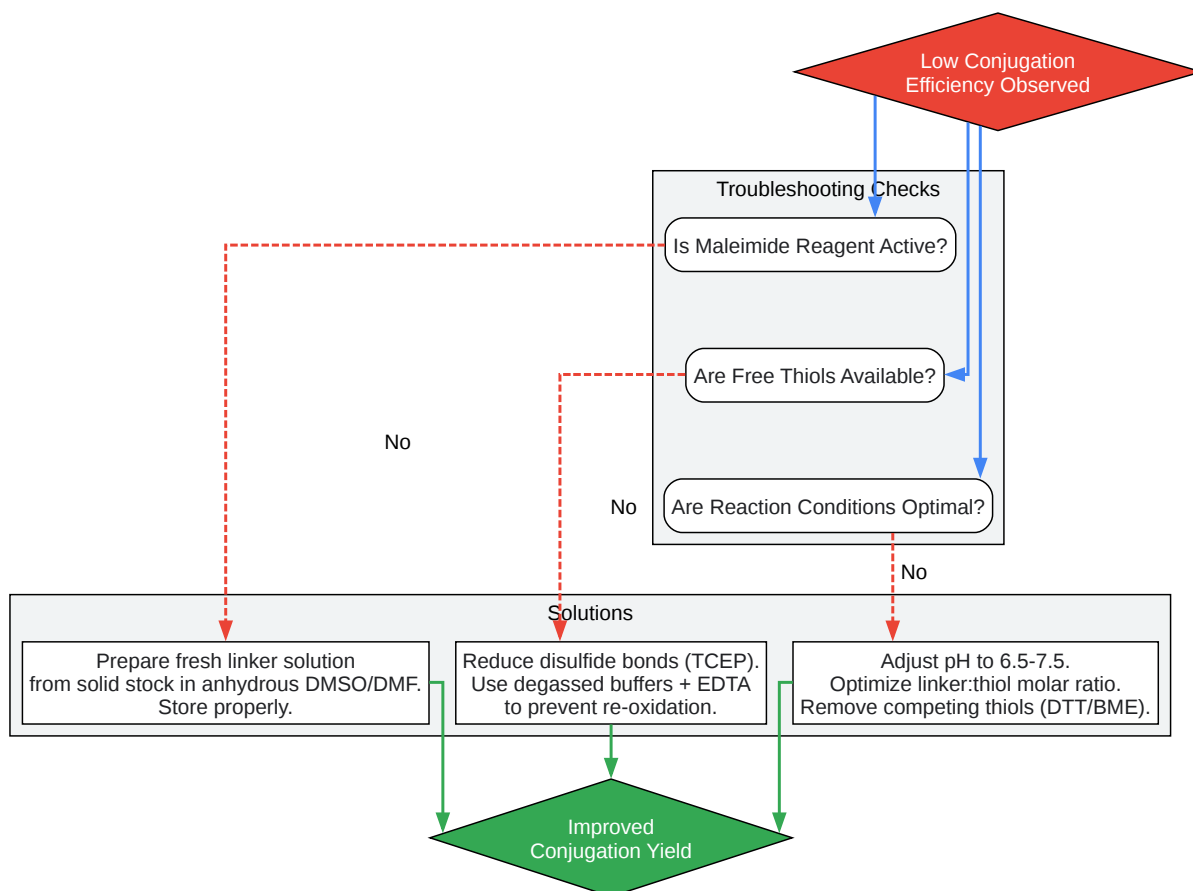 Low Conjugation
Efficiency Observed
Troubleshooting Checks
Is Maleimide Reagent Active?
Are Free Thiols Available?
No
No
Are Reaction Conditions Optimal?
No
Solutions
Prepare fresh linker solution
from solid stock in anhydrous DMSO/DMF.
Store properly.
Reduce disulfide bonds (TCEP).
Use degassed buffers + EDTA
to prevent re-oxidation.
Adjust pH to 6.5-7.5.
Optimize linker:thiol molar ratio.
Remove competing thiols (DTT/BME).
Improved
Conjugation Yield